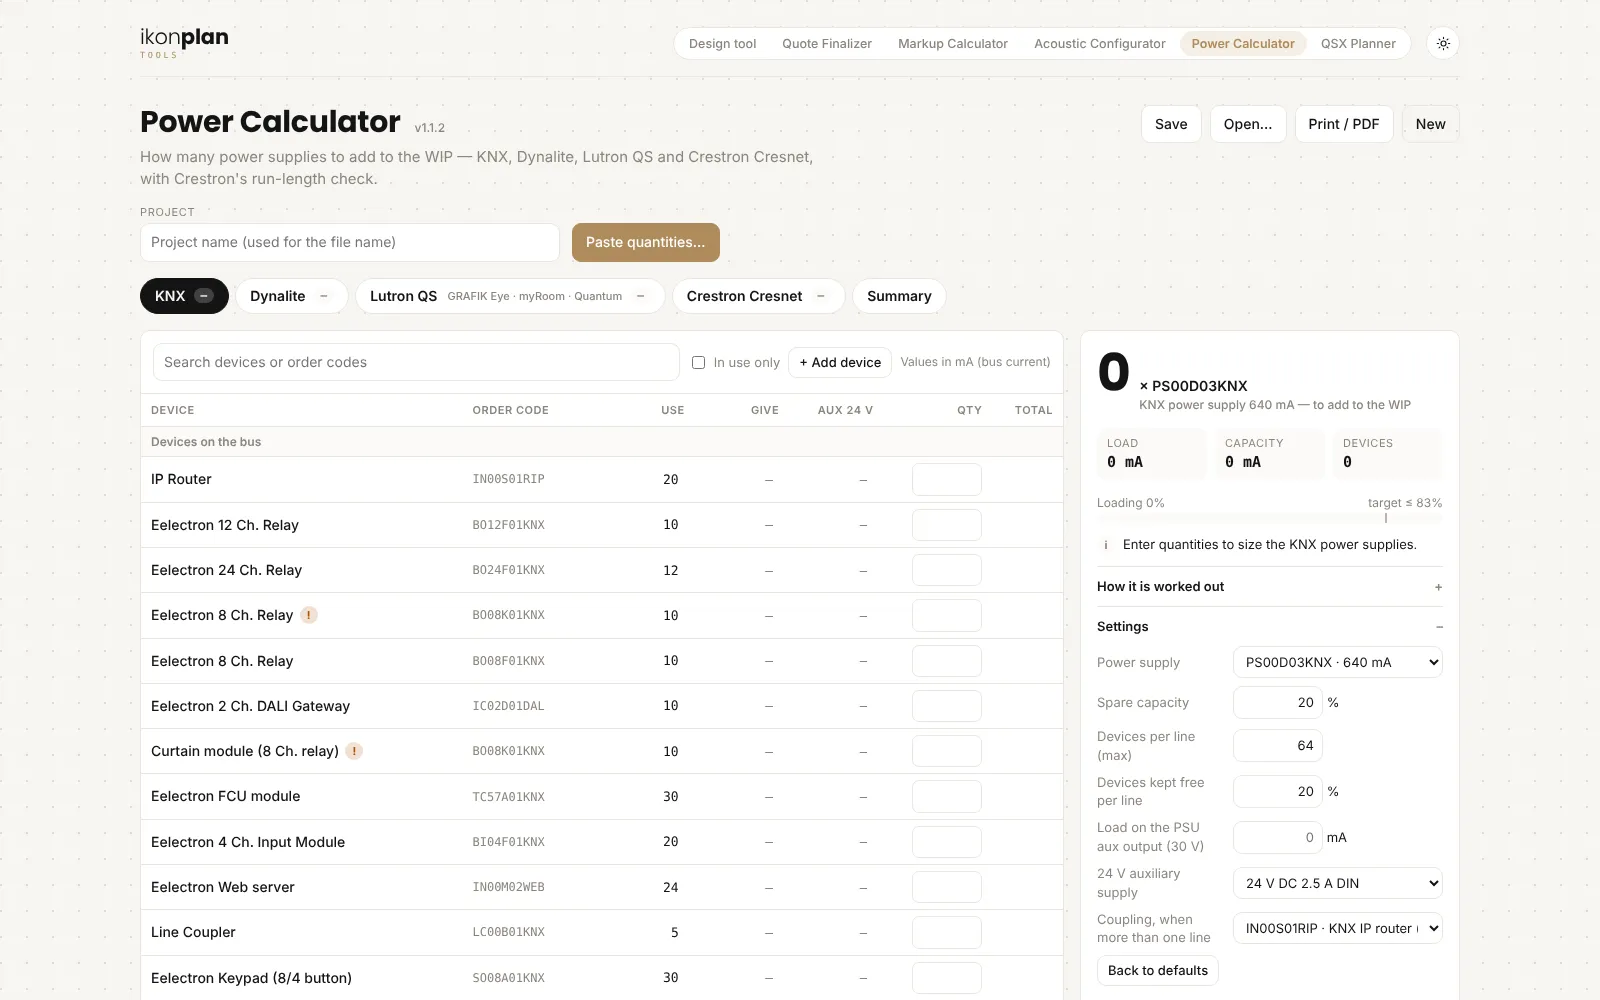 ikonplan
TOOLS
Design tool
Quote Finalizer
Markup Calculator
Acoustic Configurator
Power Calculator
QSX Planner
Power Calculator v1.1.2
Save
Open...
Print / PDF
New
How many power supplies to add to the WIP — KNX, Dynalite, Lutron QS and Crestron Cresnet,
with Crestron's run-length check.
PROJECT
Project name (used for the file name)
Paste quantities...
KNX –
Dynalite –
Lutron QS GRAFIK Eye · myRoom · Quantum –
Crestron Cresnet –
Summary
Search devices or order codes
In use only
+ Add device
Values in mA (bus current)
DEVICE ORDER CODE USE GIVE AUX 24 V QTY TOTAL
Devices on the bus
IP Router IN00S01RIP 20 – –
Eelectron 12 Ch. Relay BO12F01KNX 10 – –
Eelectron 24 Ch. Relay BO24F01KNX 12 – –
Eelectron 8 Ch. Relay ! BO08K01KNX 10 – –
Eelectron 8 Ch. Relay BO08F01KNX 10 – –
Eelectron 2 Ch. DALI Gateway IC02D01DAL 10 – –
Curtain module (8 Ch. relay) ! BO08K01KNX 10 – –
Eelectron FCU module TC57A01KNX 30 – –
Eelectron 4 Ch. Input Module BI04F01KNX 20 – –
Eelectron Web server IN00M02WEB 24 – –
Line Coupler LC00B01KNX 5 – –
Eelectron Keypad (8/4 button) SO08A01KNX 30 – –
0 × PS00D03KNX
KNX power supply 640 mA — to add to the WIP
LOAD
0 mA
CAPACITY
0 mA
DEVICES
0
Loading 0%
target ≤ 83%
i Enter quantities to size the KNX power supplies.
How it is worked out +
Settings –
Power supply PS00D03KNX · 640 mA
Spare capacity 20 %
Devices per line
(max) 64
Devices kept free
per line 20 %
Load on the PSU
aux output (30 V) 0 mA
24 V auxiliary
supply 24 V DC 2.5 A DIN
Coupling, when
more than one line IN00S01RIP · KNX IP router (
Back to defaults